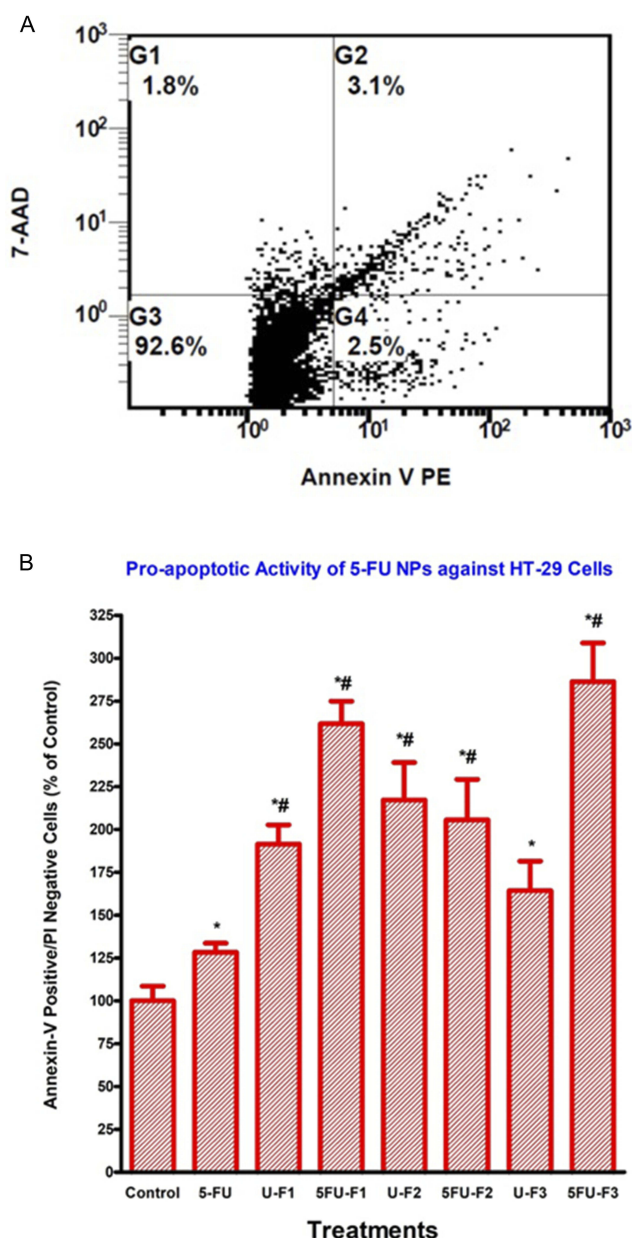 A
10³
G1
1.8%
G2
3.1%
10²
10¹
10⁰
G3
92.6%
G4
2.5%
7-AAD
10⁰ 10¹ 10² 10³
Annexin V PE
B
Pro-apoptotic Activity of 5-FU NPs against HT-29 Cells
Annexin-V Positive/PI Negative Cells (% of Control)
325
300
275
250
225
200
175
150
125
100
75
50
25
0
*
*#
*#
*#
*#
*
*#
Control 5-FU U-F1 5FU-F1 U-F2 5FU-F2 U-F3 5FU-F3
Treatments